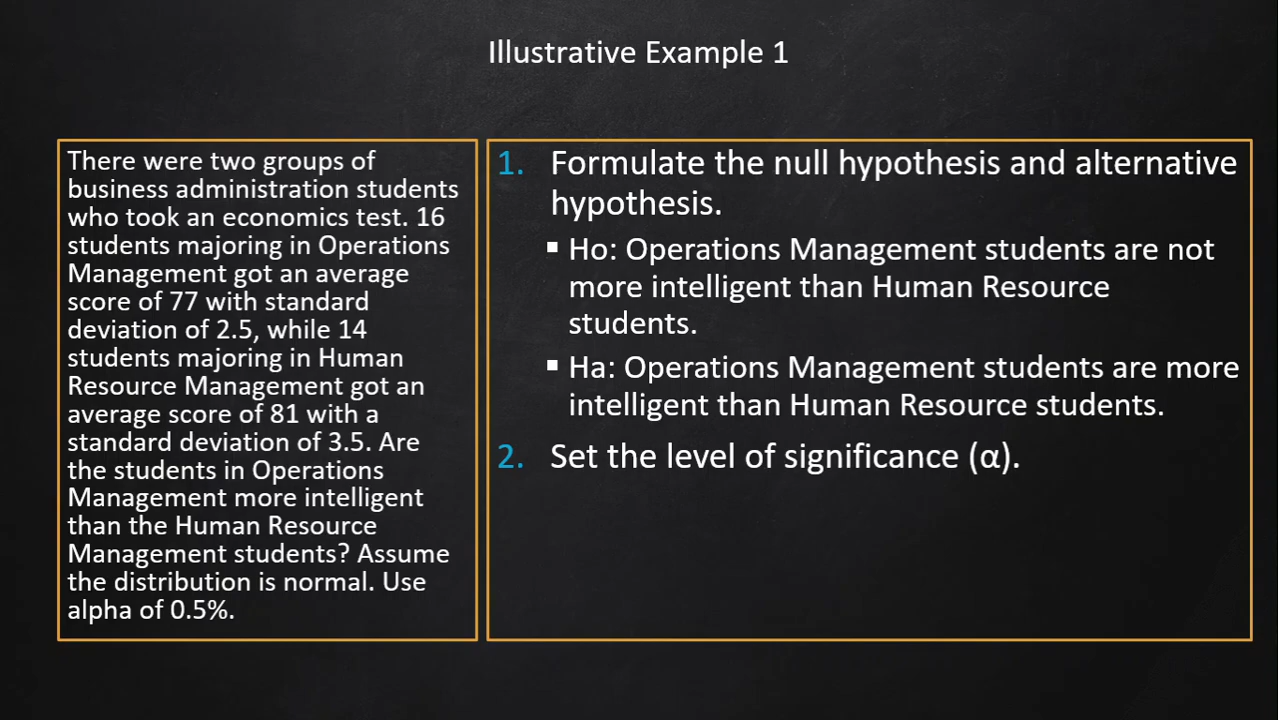 Illustrative Example 1
There were two groups of
business administration students
who took an economics test. 16
students majoring in Operations
Management got an average
score of 77 with standard
deviation of 2.5, while 14
students majoring in Human
Resource Management got an
average score of 81 with a
standard deviation of 3.5. Are
the students in Operations
Management more intelligent
than the Human Resource
Management students? Assume
the distribution is normal. Use
alpha of 0.5%.
1. Formulate the null hypothesis and alternative
hypothesis.
▪ Ho: Operations Management students are not
more intelligent than Human Resource
students.
▪ Ha: Operations Management students are more
intelligent than Human Resource students.
2. Set the level of significance (α).